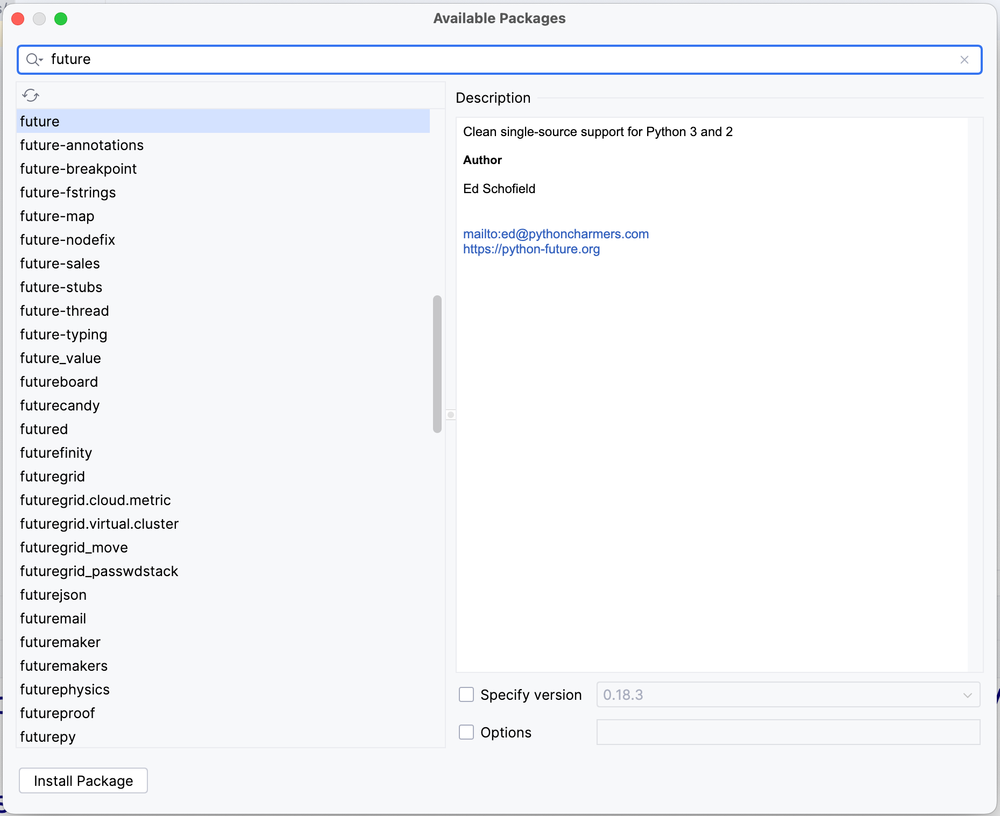 Available Packages
future
future
future-annotations
future-breakpoint
future-fstrings
future-map
future-nodefix
future-sales
future-stubs
future-thread
future-typing
future_value
futureboard
futurecandy
futured
futurefinity
futuregrid
futuregrid.cloud.metric
futuregrid.virtual.cluster
futuregrid_move
futuregrid_passwdstack
futurejson
futuremail
futuremaker
futuremakers
futurephysics
futureproof
futurepy
Description
Clean single-source support for Python 3 and 2
Author
Ed Schofield
mailto:ed@pythoncharmers.com
https://python-future.org
Specify version 0.18.3
Options
Install Package